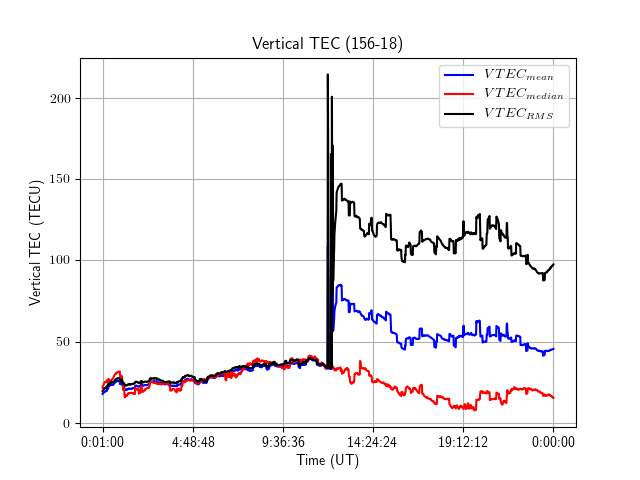 Vertical TEC (156-18)
VTEC_mean
VTEC_median
VTEC_RMS
Vertical TEC (TECU)
200
150
100
50
0
0:01:00 4:48:48 9:36:36 14:24:24 19:12:12 0:00:00
Time (UT)